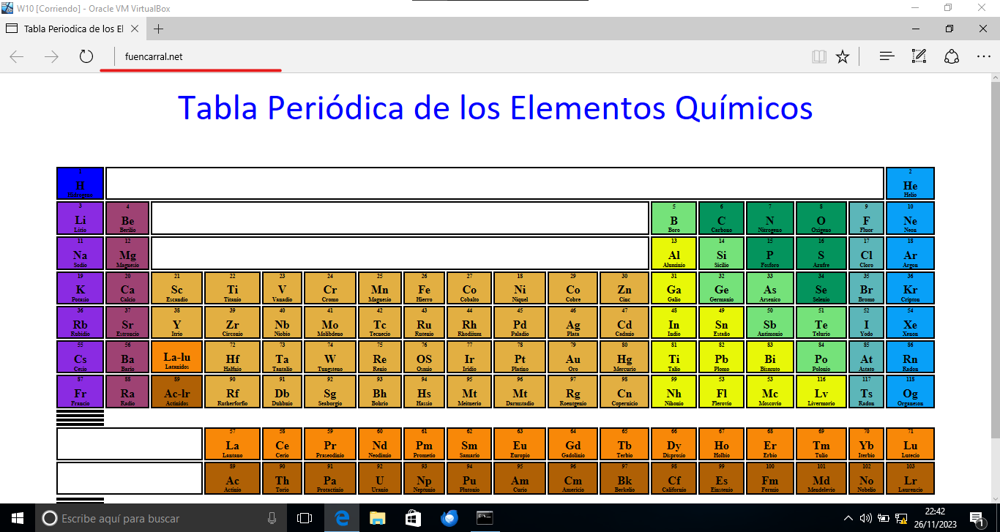 W10 [Corriendo] - Oracle VM VirtualBox
Tabla Periodica de los El
fuencarral.net
Tabla Periódica de los Elementos Químicos
1 2
H He
Hidrogeno Helio
3 4 5 6 7 8 9 10
Li Be B C N O F Ne
Litio Berilio Boro Carbono Nitrogeno Oxigeno Fluor Neon
11 12 13 14 15 16 17 18
Na Mg Al Si P S Cl Ar
Sodio Magnesio Aluminio Sicilio Fosforo Azufre Cloro Argon
19 20 21 22 23 24 25 26 27 18 29 30 31 32 33 34 35 36
K Ca Sc Ti V Cr Mn Fe Co Ni Co Zn Ga Ge As Se Br Kr
Potasio Calcio Escandio Titanio Vanadio Cromo Magnesio Hierro Cobalto Niquel Cobre Cinc Galio Germanio Arsenico Selenio Bromo Cripton
36 37 38 39 40 41 42 43 44 45 46 47 48 49 50 51 52 54
Rb Sr Y Zr Nb Mo Tc Ru Rh Pd Ag Cd In Sn Sb Te I Xe
Rubidio Estroncio Itrio Circonio Niobio Molibdeno Tecnecio Rutenio Rhodiium Paladio Plata Cadmio Indio Estaño Antimonio Telurio Yodo Xenon
55 56 72 73 74 75 76 77 78 79 80 81 82 83 84 85 86
Cs Ba La-lu Hf Ta W Re OS Ir Pt Au Hg Ti Pb Bi Po At Rn
Cesio Bario Latanidos Halfnio Tantalio Tungsteno Renio Osmio Iridio Platino Oro Mercurio Talio Plomo Bismuto Polonio Astato Radon
87 88 89 90 91 92 93 94 95 96 97 98 99 53 53 116 117 118
Fr Ra Ac-lr Rf Db Sg Bh Hs Mt Mt Rg Cn Nh Fl Mc Lv Ts Og
Francio Radio Actinidos Rutherforfio Duhbnio Seaborgio Bohrio Hassio Meitnerio Darmstadio Roentgenio Copernicio Nihonio Flerovio Moscovio Livermorio Radon Organeson
57 58 59 60 61 62 63 64 65 66 67 68 69 70 71
La Ce Pr Nd Pm Sm Eu Gd Tb Dy Ho Er Tm Yb Lu
Lantano Cerio Praseodinio Neodimio Prometio Samario Europio Gadolinio Terbio Disprosio Holbio Erbio Tulio Iterbio Lutecio
89 90 91 92 93 94 95 96 97 98 99 100 101 102 103
Ac Th Pa U Np Pu Am Cm Bk Cf Es Fm Md No Lr
Actinio Torio Protactinio Uranio Neptunio Plutonio Curio Americio Berkelio Californio Einstenio Fermio Mendelevio Nobelio Laurencio
Escribe aquí para buscar
22:42
26/11/2023
1